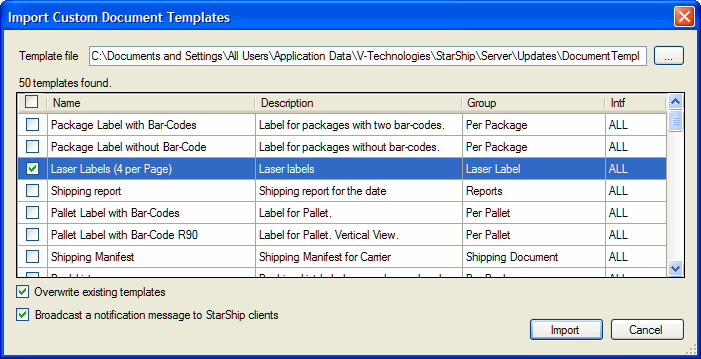 Import Custom Document Templates
Template file C:\Documents and Settings\All Users\Application Data\V-Technologies\StarShip\Server\Updates\DocumentTempl ...
50 templates found.
Name Description Group Intf
Package Label with Bar-Codes Label for packages with two bar-codes. Per Package ALL
Package Label without Bar-Code Label for packages without bar-codes. Per Package ALL
Laser Labels (4 per Page) Laser labels Laser Label ALL
Shipping report Shipping report for the date Reports ALL
Pallet Label with Bar-Codes Label for Pallet. Per Pallet ALL
Pallet Label with Bar-Code R90 Label for Pallet. Vertical View. Per Pallet ALL
Shipping Manifest Shipping Manifest for Carrier Shipping Document ALL
Overwrite existing templates
Broadcast a notification message to StarShip clients
Import Cancel